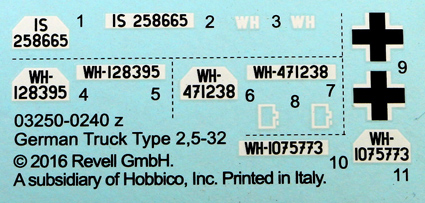 IS
258665
1
IS 258665
2
WH
3
WH
WH-
128395
4
WH-128395
5
WH-
471238
6
WH-471238
7
8
9
03250-0240 z
German Truck Type 2,5-32
© 2016 Revell GmbH.
A subsidiary of Hobbico, Inc. Printed in Italy.
WH-1075773
10
WH-
1075773
11